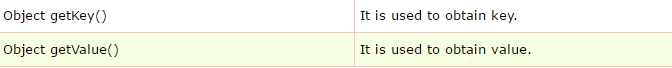 Object getKey() It is used to obtain key.
Object getValue() It is used to obtain value.